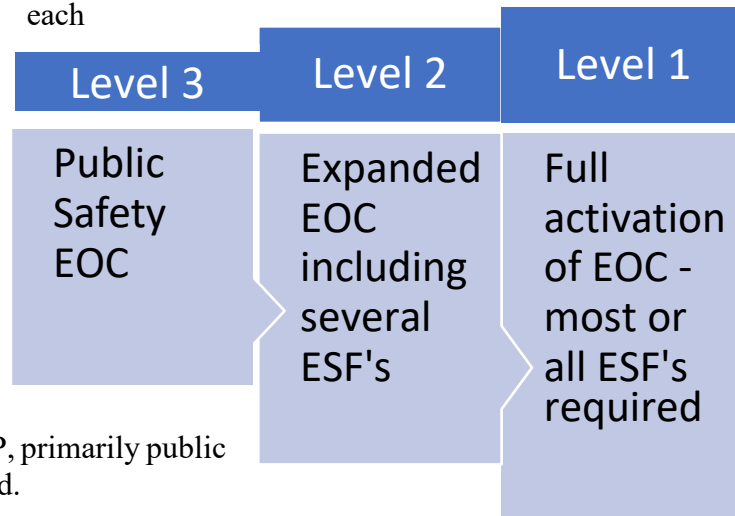 each
Level 3
Public
Safety
EOC
Level 2
Expanded
EOC
including
several
ESF's
Level 1
Full
activation
of EOC -
most or
all ESF's
required
, primarily public